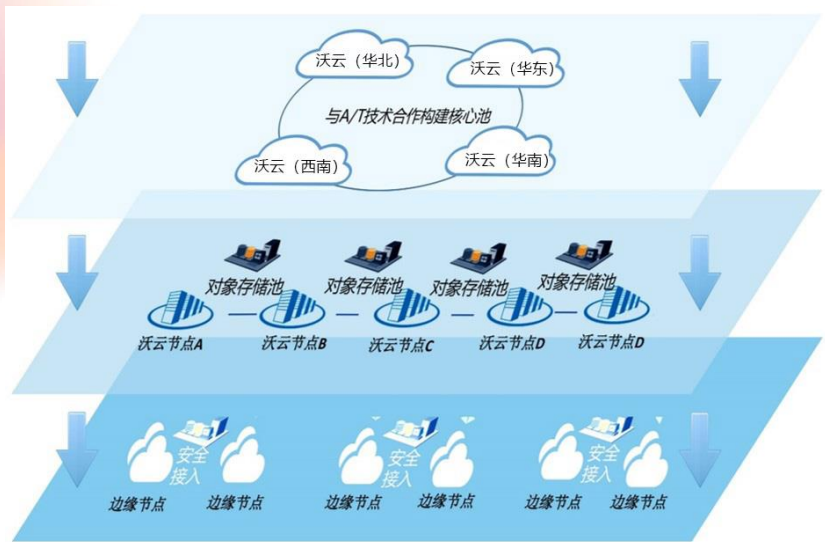 沃云（华北）
沃云（华东）
与A/T技术合作构建核心池
沃云（西南）
沃云（华南）
对象存储池
对象存储池
对象存储池
对象存储池
沃云节点A
沃云节点B
沃云节点C
沃云节点D
沃云节点D
安全
接入
安全
接入
安全
接入
边缘节点
边缘节点
边缘节点
边缘节点
边缘节点
边缘节点